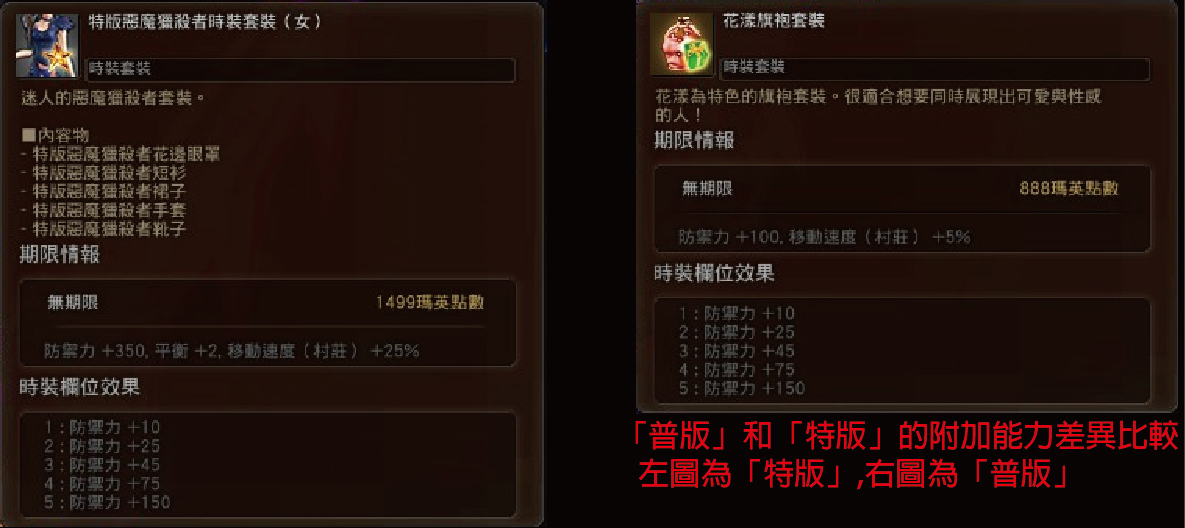 特版惡魔獵殺者時裝套裝（女）
時裝套裝
迷人的惡魔獵殺者套裝。
■內容物
- 特版惡魔獵殺者花邊眼罩
- 特版惡魔獵殺者短衫
- 特版惡魔獵殺者裙子
- 特版惡魔獵殺者手套
- 特版惡魔獵殺者靴子
期限情報
無期限 1499瑪英點數
防禦力 +350, 平衡 +2, 移動速度（村莊） +25%
時裝欄位效果
1 : 防禦力 +10
2 : 防禦力 +25
3 : 防禦力 +45
4 : 防禦力 +75
5 : 防禦力 +150
花漾旗袍套裝
時裝套裝
花漾為特色的旗袍套裝。很適合想要同時展現出可愛與性感
的人！
期限情報
無期限 888瑪英點數
防禦力 +100, 移動速度（村莊） +5%
時裝欄位效果
1 : 防禦力 +10
2 : 防禦力 +25
3 : 防禦力 +45
4 : 防禦力 +75
5 : 防禦力 +150
「普版」和「特版」的附加能力差異比較
左圖為「特版」,右圖為「普版」